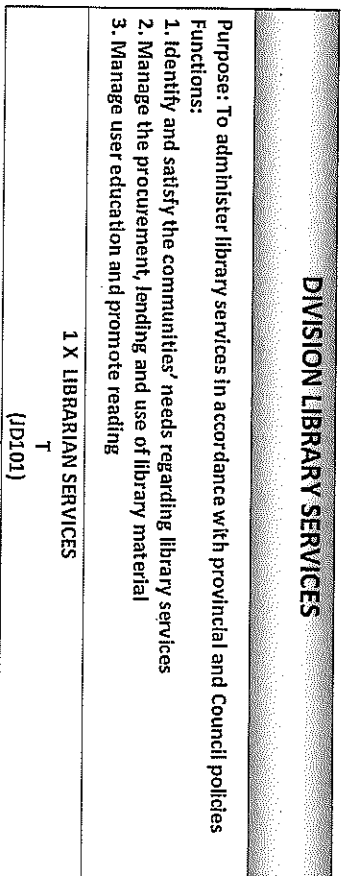 DIVISION LIBRARY SERVICES
Purpose: To administer library services in accordance with provincial and Council policies
Functions:
1. Identify and satisfy the communities' needs regarding library services
2. Manage the procurement, lending and use of library material
3. Manage user education and promote reading
1 X LIBRARIAN SERVICES
T
(JD101)